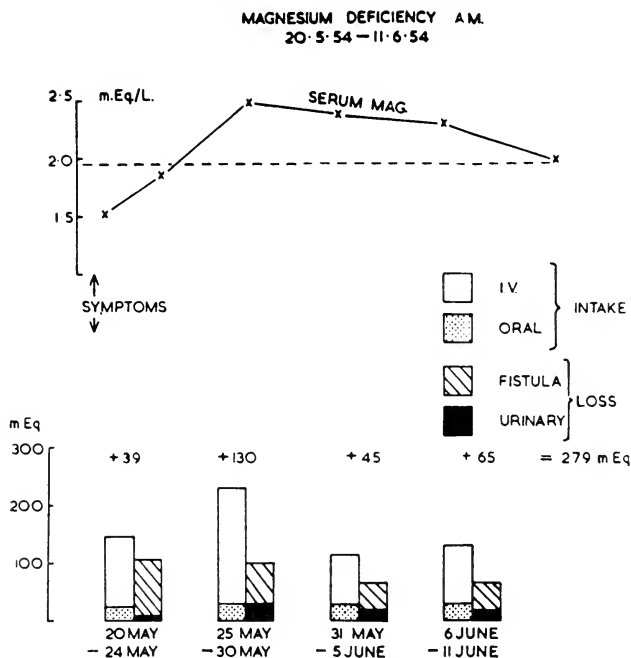 MAGNESIUM DEFICIENCY A.M.
20·5·54 — 11·6·54
2·5 m.Eq/L.
SERUM MAG.
2·0
1·5
SYMPTOMS
I.V.
ORAL
INTAKE
FISTULA
URINARY
LOSS
m Eq
300
+39 +130 +45 +65 = 279 m Eq
200
100
20 MAY 25 MAY 31 MAY 6 JUNE
– 24 MAY – 30 MAY – 5 JUNE – 11 JUNE